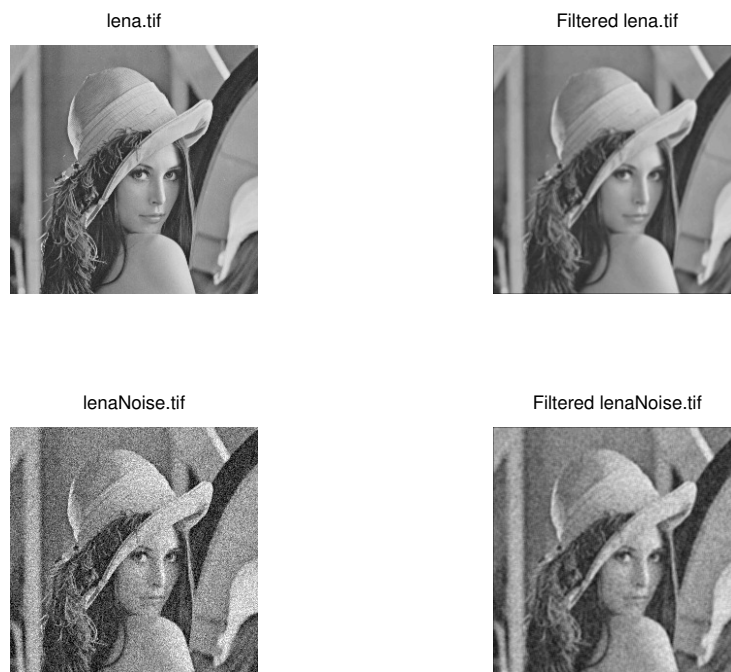 lena.tif
Filtered lena.tif
lenaNoise.tif
Filtered lenaNoise.tif